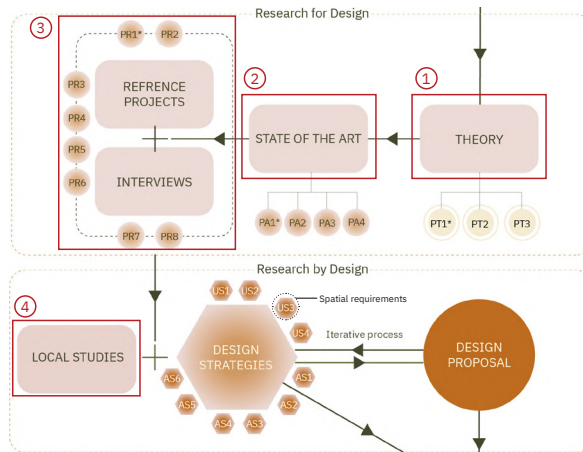 Research for Design
3
PR1*
PR2
PR3
PR4
PR5
PR6
PR7
PR8
REFRENCE
PROJECTS
INTERVIEWS
2
STATE OF THE ART
PA1*
PA2
PA3
PA4
1
THEORY
PT1*
PT2
PT3
Research by Design
4
LOCAL STUDIES
US1
US2
US3
US4
Spatial requirements
DESIGN
STRATEGIES
AS1
AS2
AS3
AS4
AS5
AS6
Iterative process
DESIGN
PROPOSAL